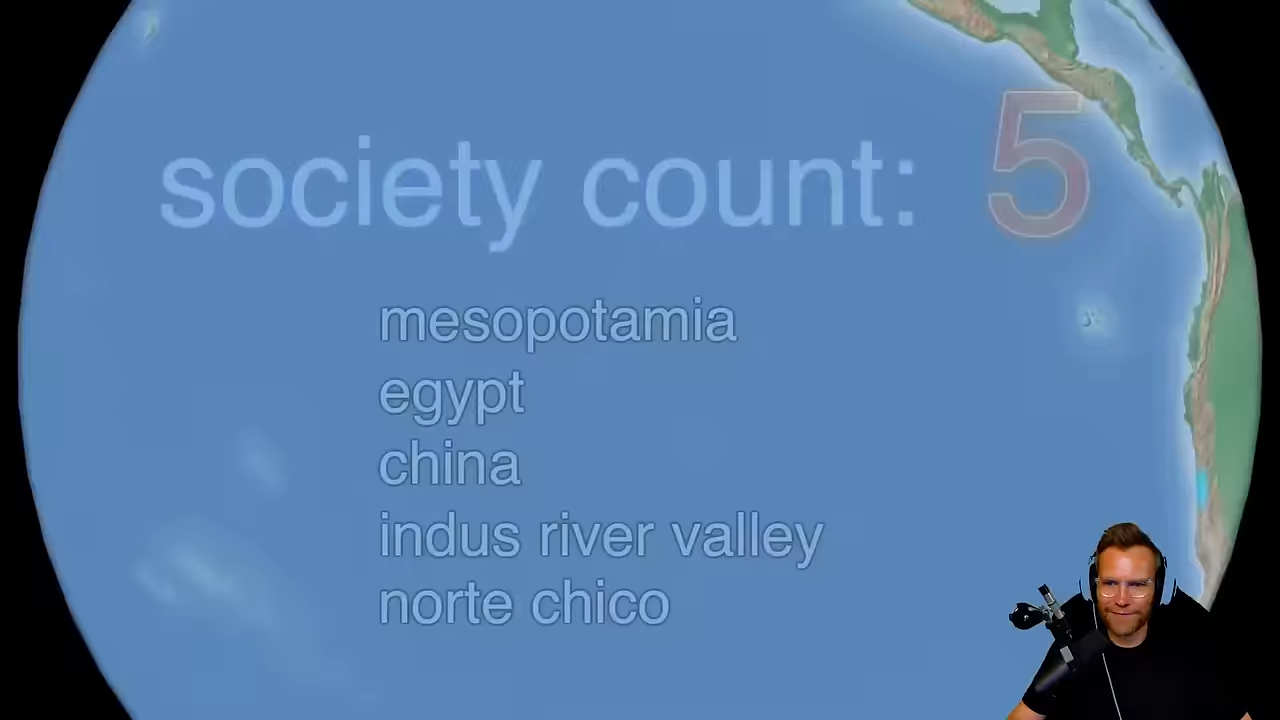 society count: 5
mesopotamia
egypt
china
indus river valley
norte chico